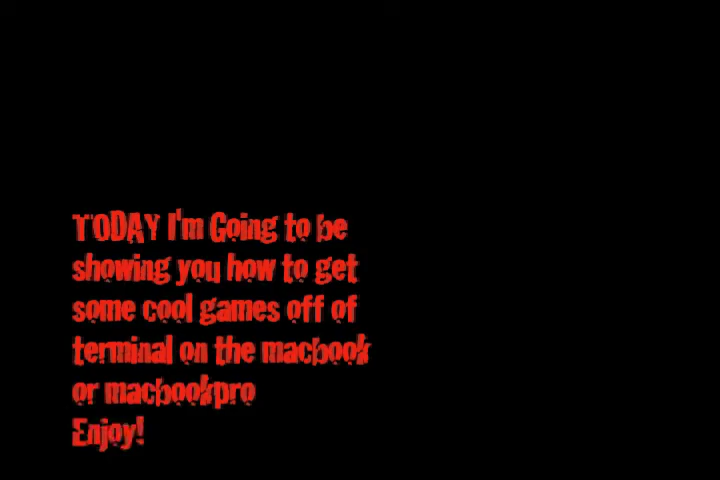 TODAY I'm Going to be
showing you how to get
some cool games off of
terminal on the macbook
or macbookpro
Enjoy!